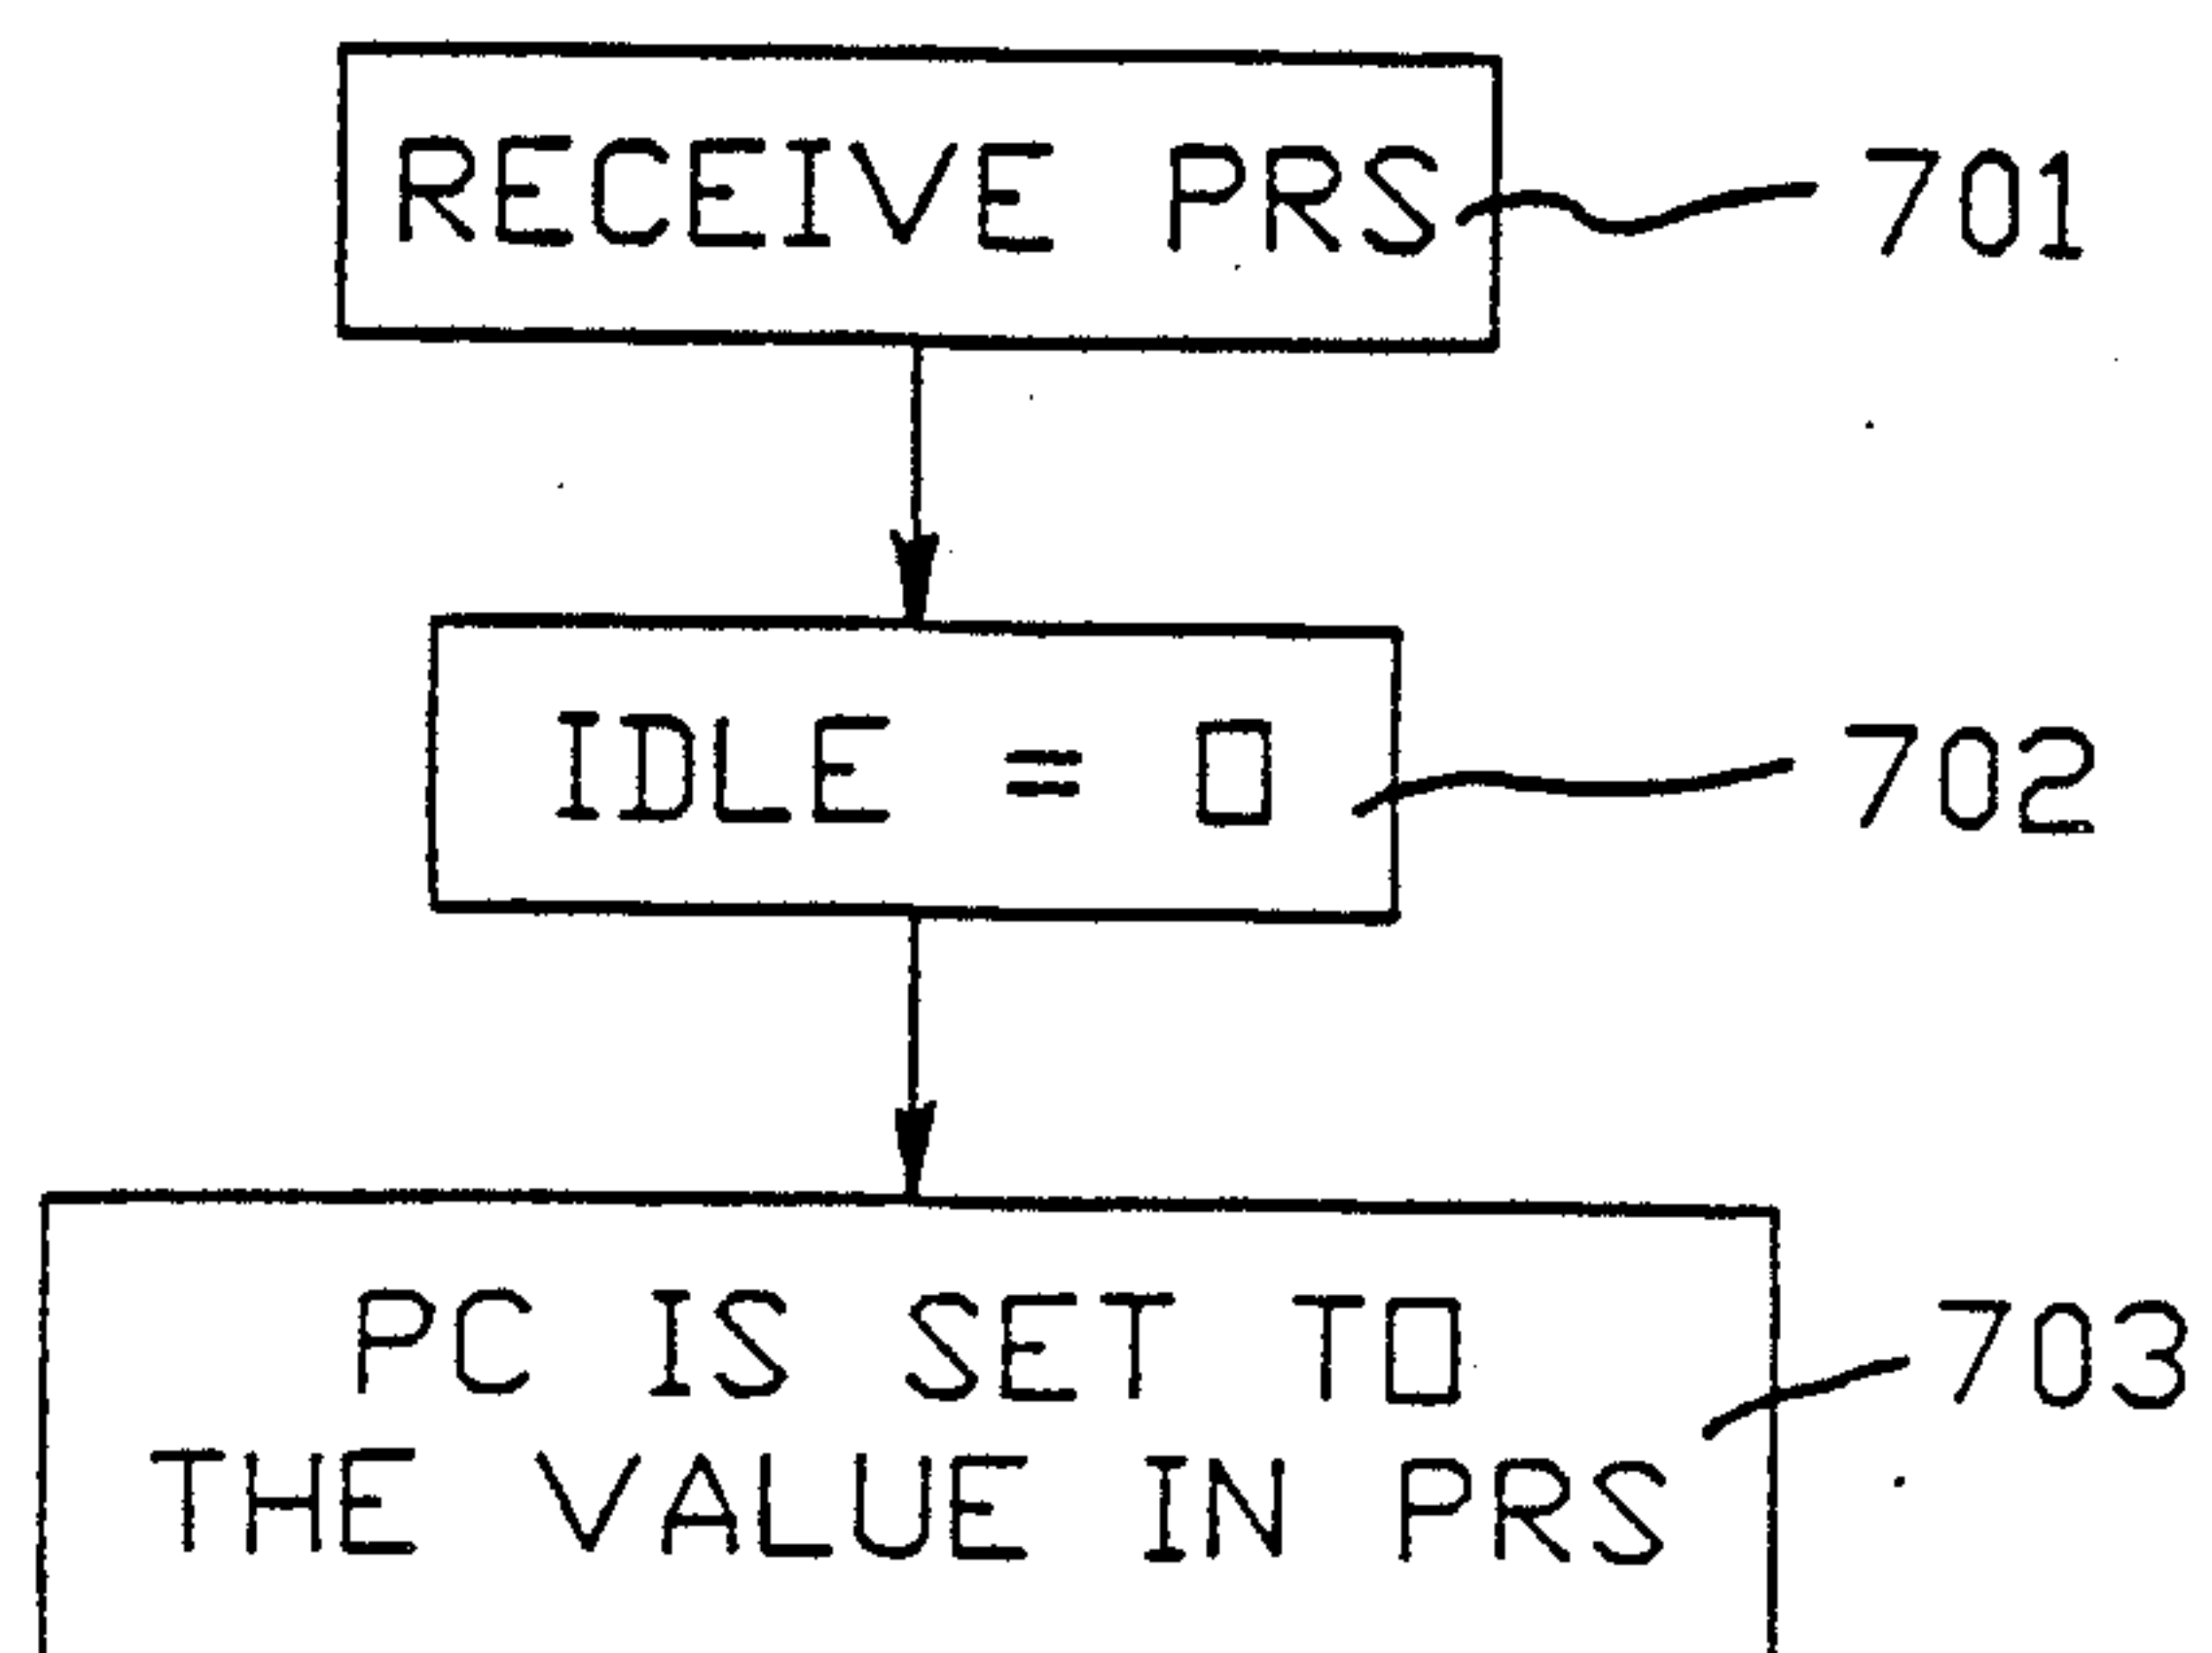 RECEIVE PRS
701
IDLE = 0
702
PC IS SET TO
THE VALUE IN PRS
703